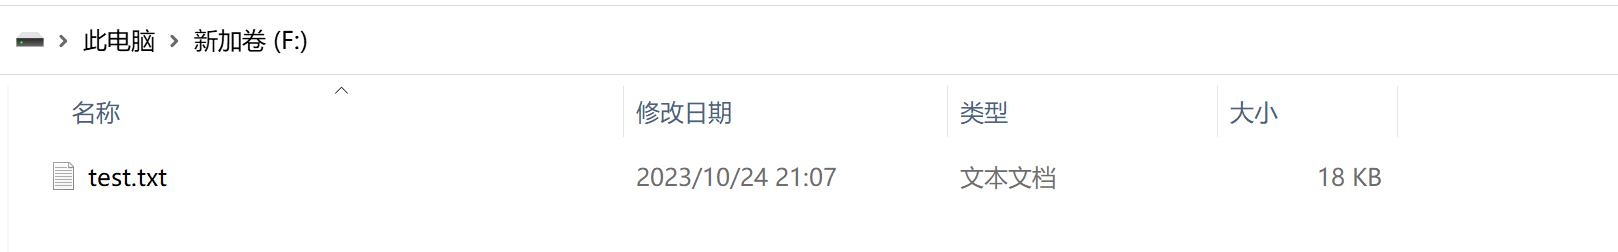 此电脑 > 新加卷 (F:)
名称 修改日期 类型 大小
test.txt 2023/10/24 21:07 文本文档 18 KB